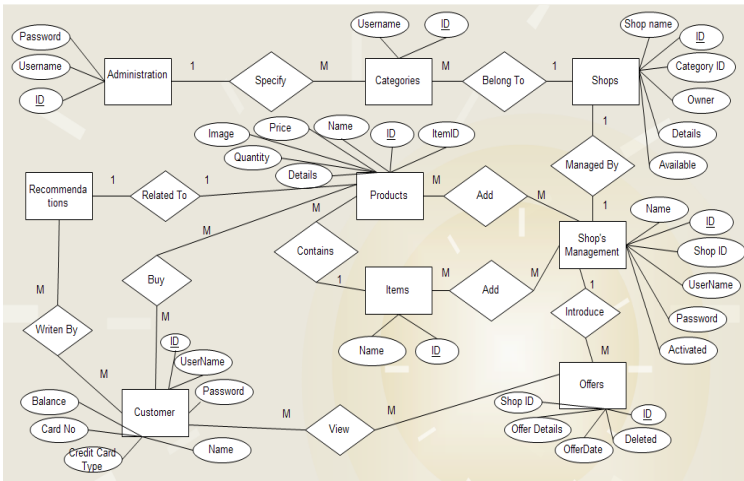 Password
Username
ID
Administration
1
Specify
M
Username
ID
Categories
M
Belong To
1
Shop name
ID
Category ID
Owner
Details
Available
Shops
1
Managed By
1
Image
Price
Name
ID
ItemID
Quantity
Details
Products
Recommenda
tions
1
Related To
1
M
Add
M
Name
ID
Shop ID
UserName
Password
Activated
Shop's
Management
M
M
Contains
1
Items
M
Add
M
Name
ID
1
Introduce
M
Buy
M
M
Writen By
M
ID
UserName
Password
Name
Balance
Card No
Credit Card
Type
Customer
M
View
M
Offers
Shop ID
Offer Details
OfferDate
Deleted
ID